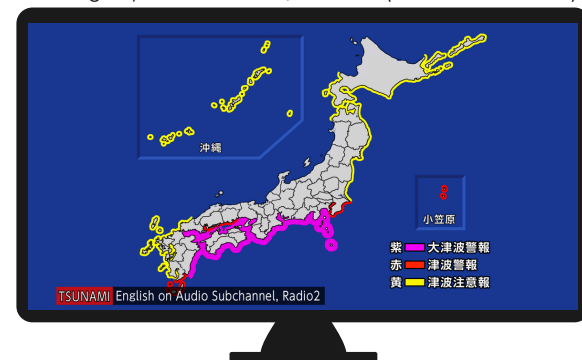 沖縄
小笠原
紫 大津波警報
赤 津波警報
黄 津波注意報
TSUNAMI English on Audio Subchannel, Radio2